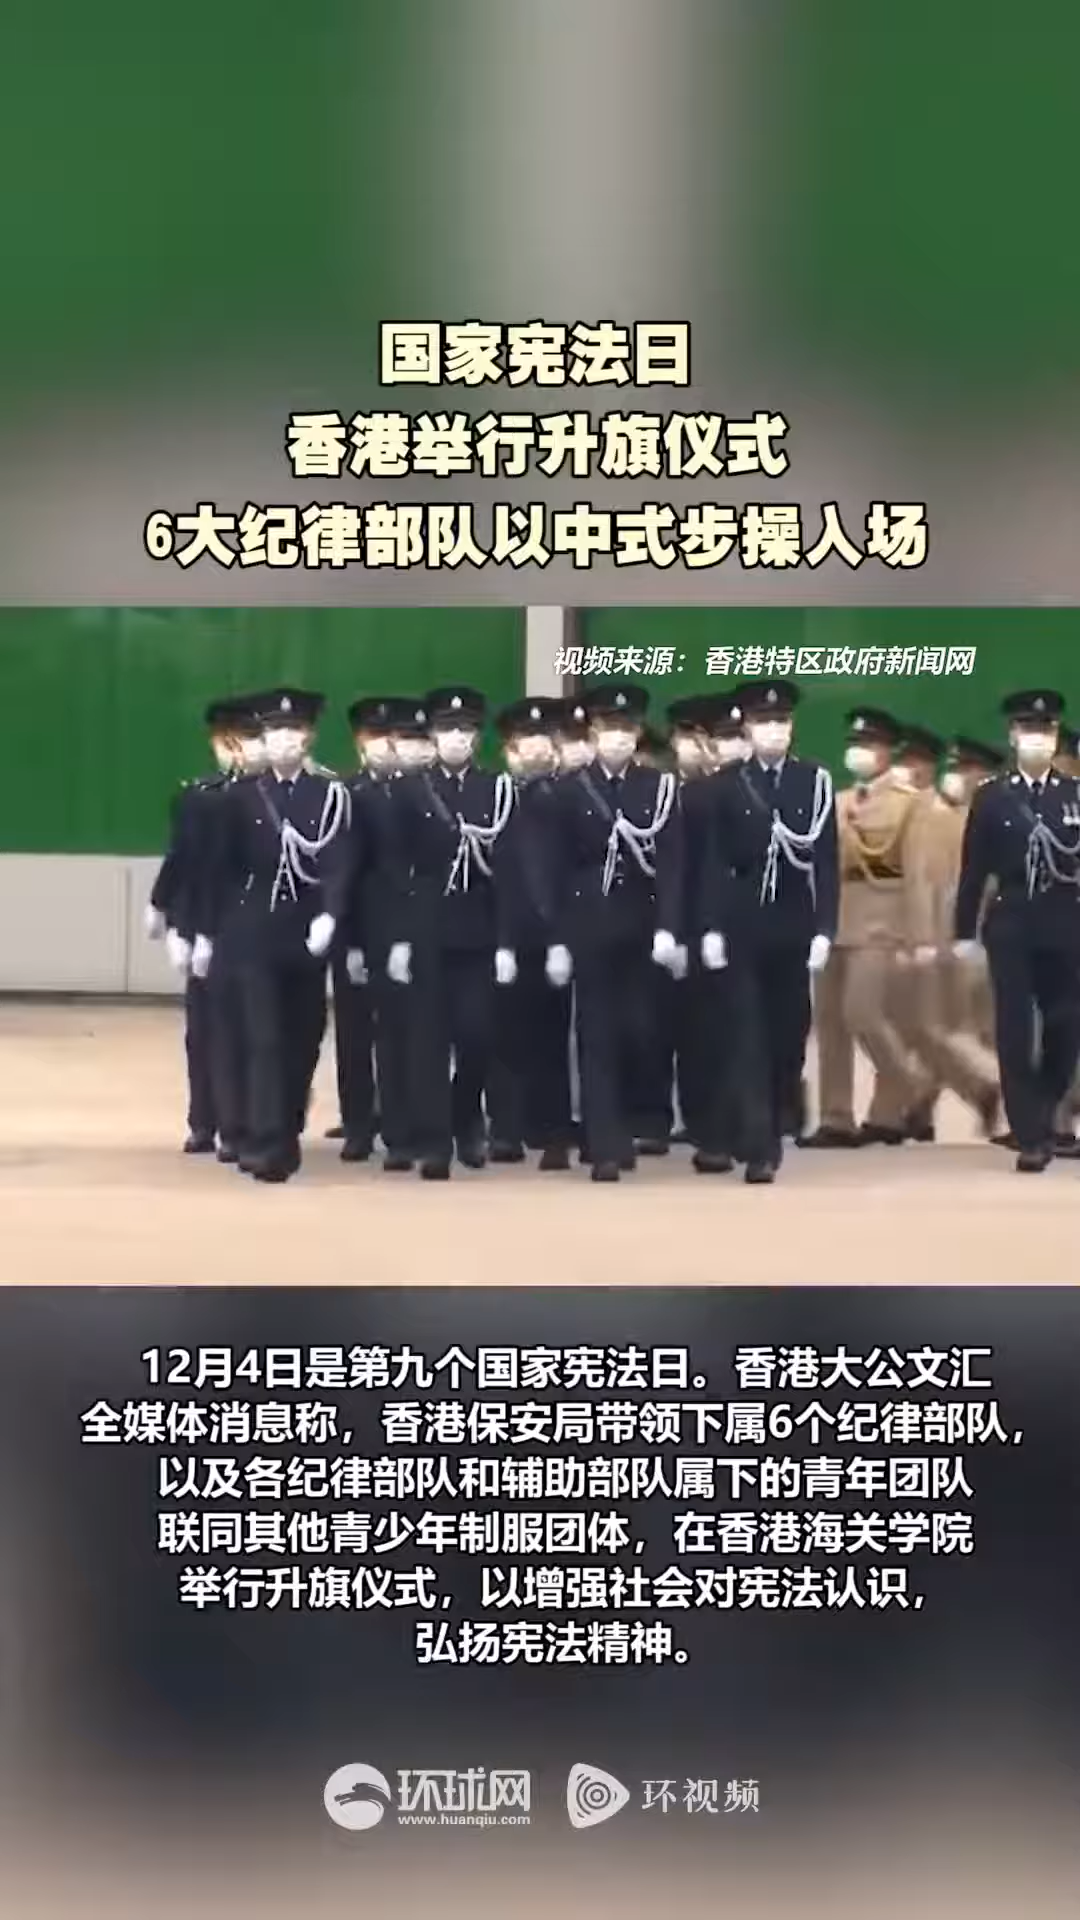 国家宪法日
香港举行升旗仪式
6大纪律部队以中式步操入场
视频来源：香港特区政府新闻网
12月4日是第九个国家宪法日。香港大公文汇
全媒体消息称，香港保安局带领下属6个纪律部队，
以及各纪律部队和辅助部队属下的青年团队
联同其他青少年制服团体，在香港海关学院
举行升旗仪式，以增强社会对宪法认识，
弘扬宪法精神。
环球网 环视频
www.huanqiu.com